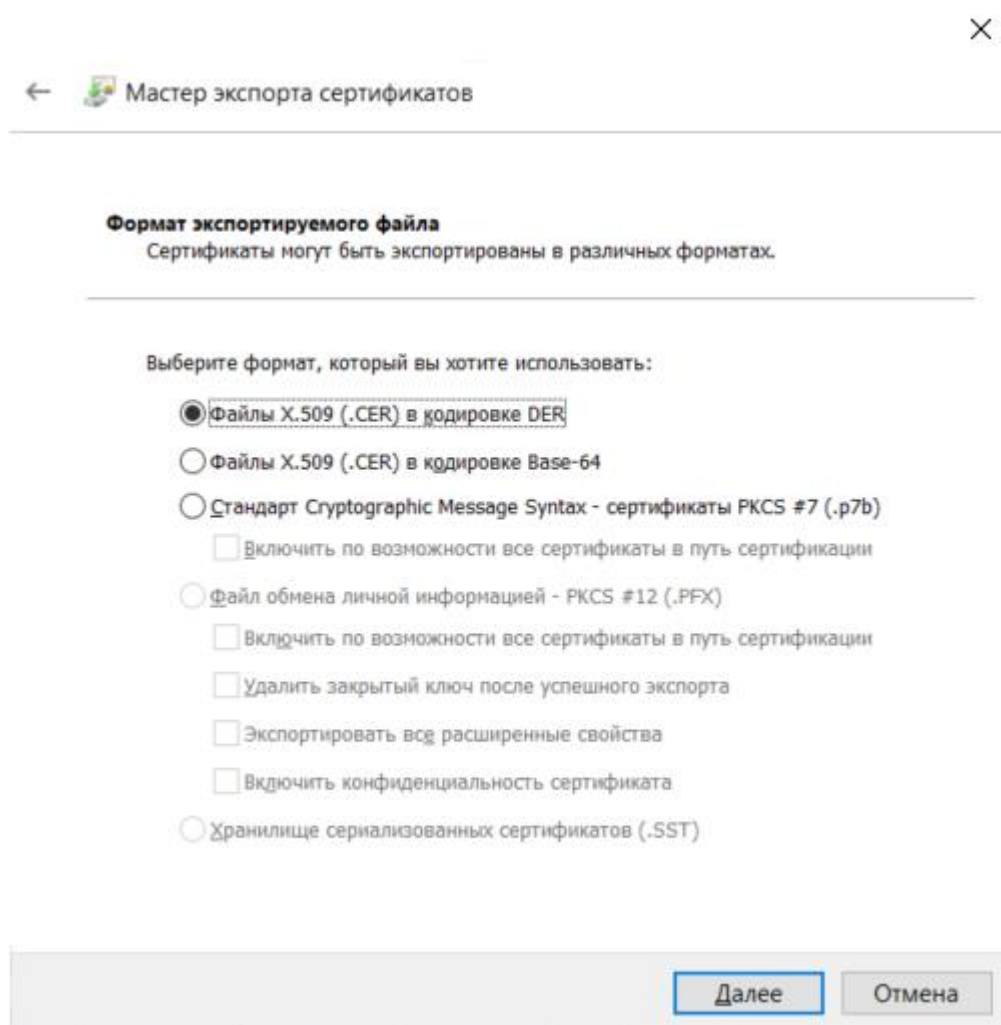 Мастер экспорта сертификатов
Формат экспортируемого файла
Сертификаты могут быть экспортированы в различных форматах.
Выберите формат, который вы хотите использовать:
Файлы X.509 (.CER) в кодировке DER
Файлы X.509 (.CER) в кодировке Base-64
Стандарт Cryptographic Message Syntax - сертификаты PKCS #7 (.p7b)
Включить по возможности все сертификаты в путь сертификации
Файл обмена личной информацией - PKCS #12 (.PFX)
Включить по возможности все сертификаты в путь сертификации
Удалить закрытый ключ после успешного экспорта
Экспортировать все расширенные свойства
Включить конфиденциальность сертификата
Хранилище сериализованных сертификатов (.SST)
Далее Отмена